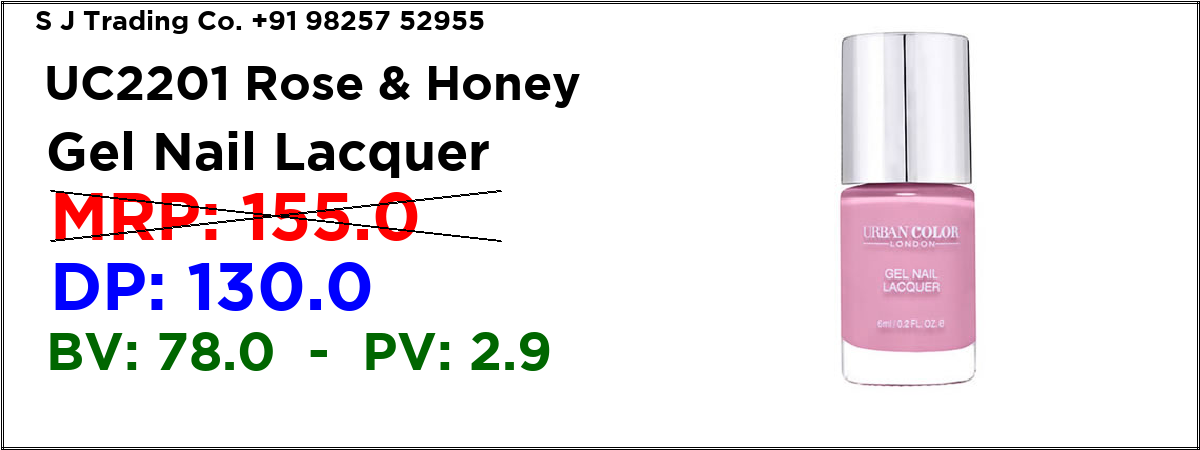 S J Trading Co. +91 98257 52955
UC2201 Rose & Honey
Gel Nail Lacquer
MRP: 155.0
DP: 130.0
BV: 78.0 - PV: 2.9
URBAN COLOR
LONDON
GEL NAIL
LACQUER
6ml / 0.2 FL. OZ. e